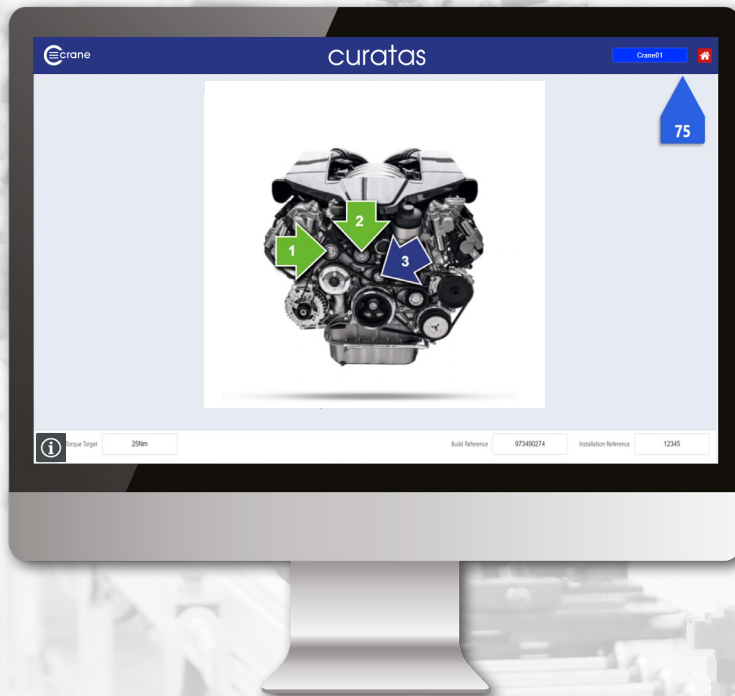 crane
curatas
Crane01
75
2
1
3
Torque Target
25Nm
Build Reference
973490274
Installation Reference
12345